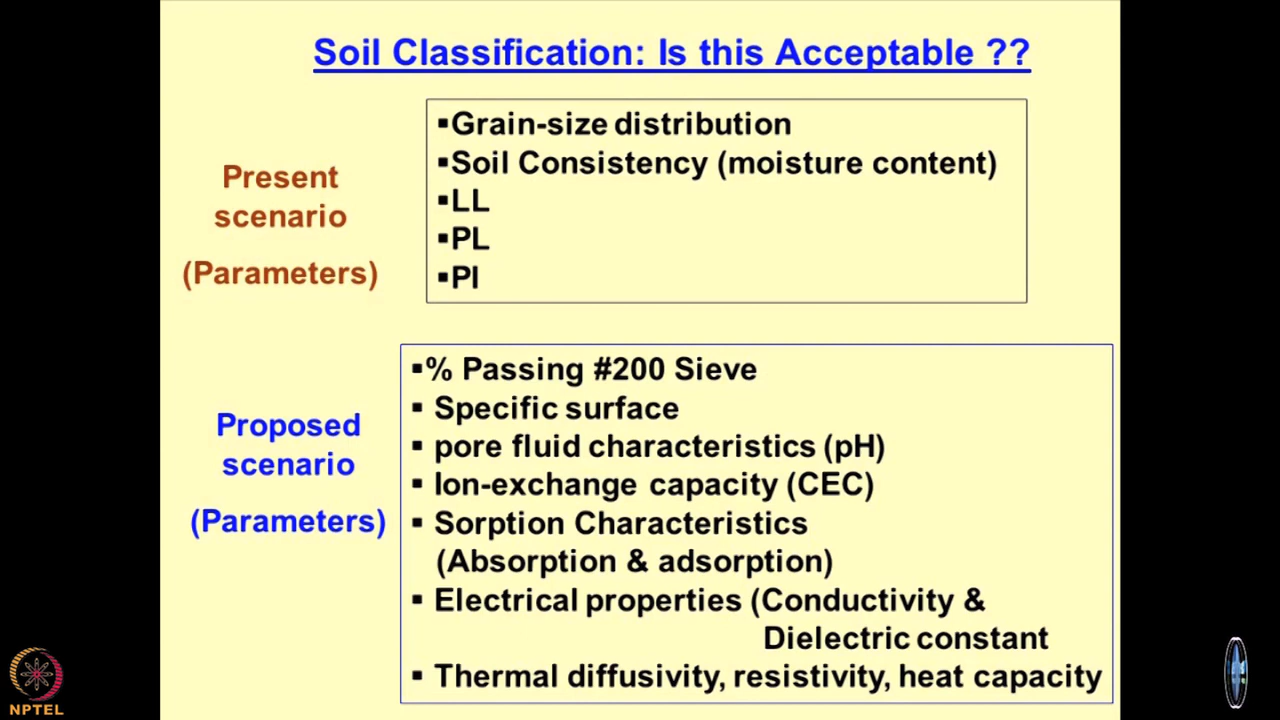 Soil Classification: Is this Acceptable ??
Present
scenario
(Parameters)
▪Grain-size distribution
▪Soil Consistency (moisture content)
▪LL
▪PL
▪PI
Proposed
scenario
(Parameters)
▪% Passing #200 Sieve
▪ Specific surface
▪ pore fluid characteristics (pH)
▪ Ion-exchange capacity (CEC)
▪ Sorption Characteristics
(Absorption & adsorption)
▪ Electrical properties (Conductivity &
Dielectric constant
▪ Thermal diffusivity, resistivity, heat capacity
NPTEL